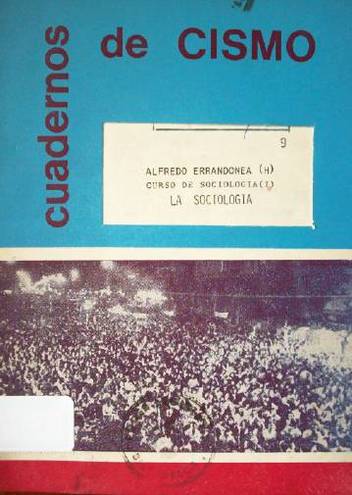 cuadernos
de CISMO
9
ALFREDO ERRANDONEA (H)
CURSO DE SOCIOLOGIA(I)
LA SOCIOLOGIA